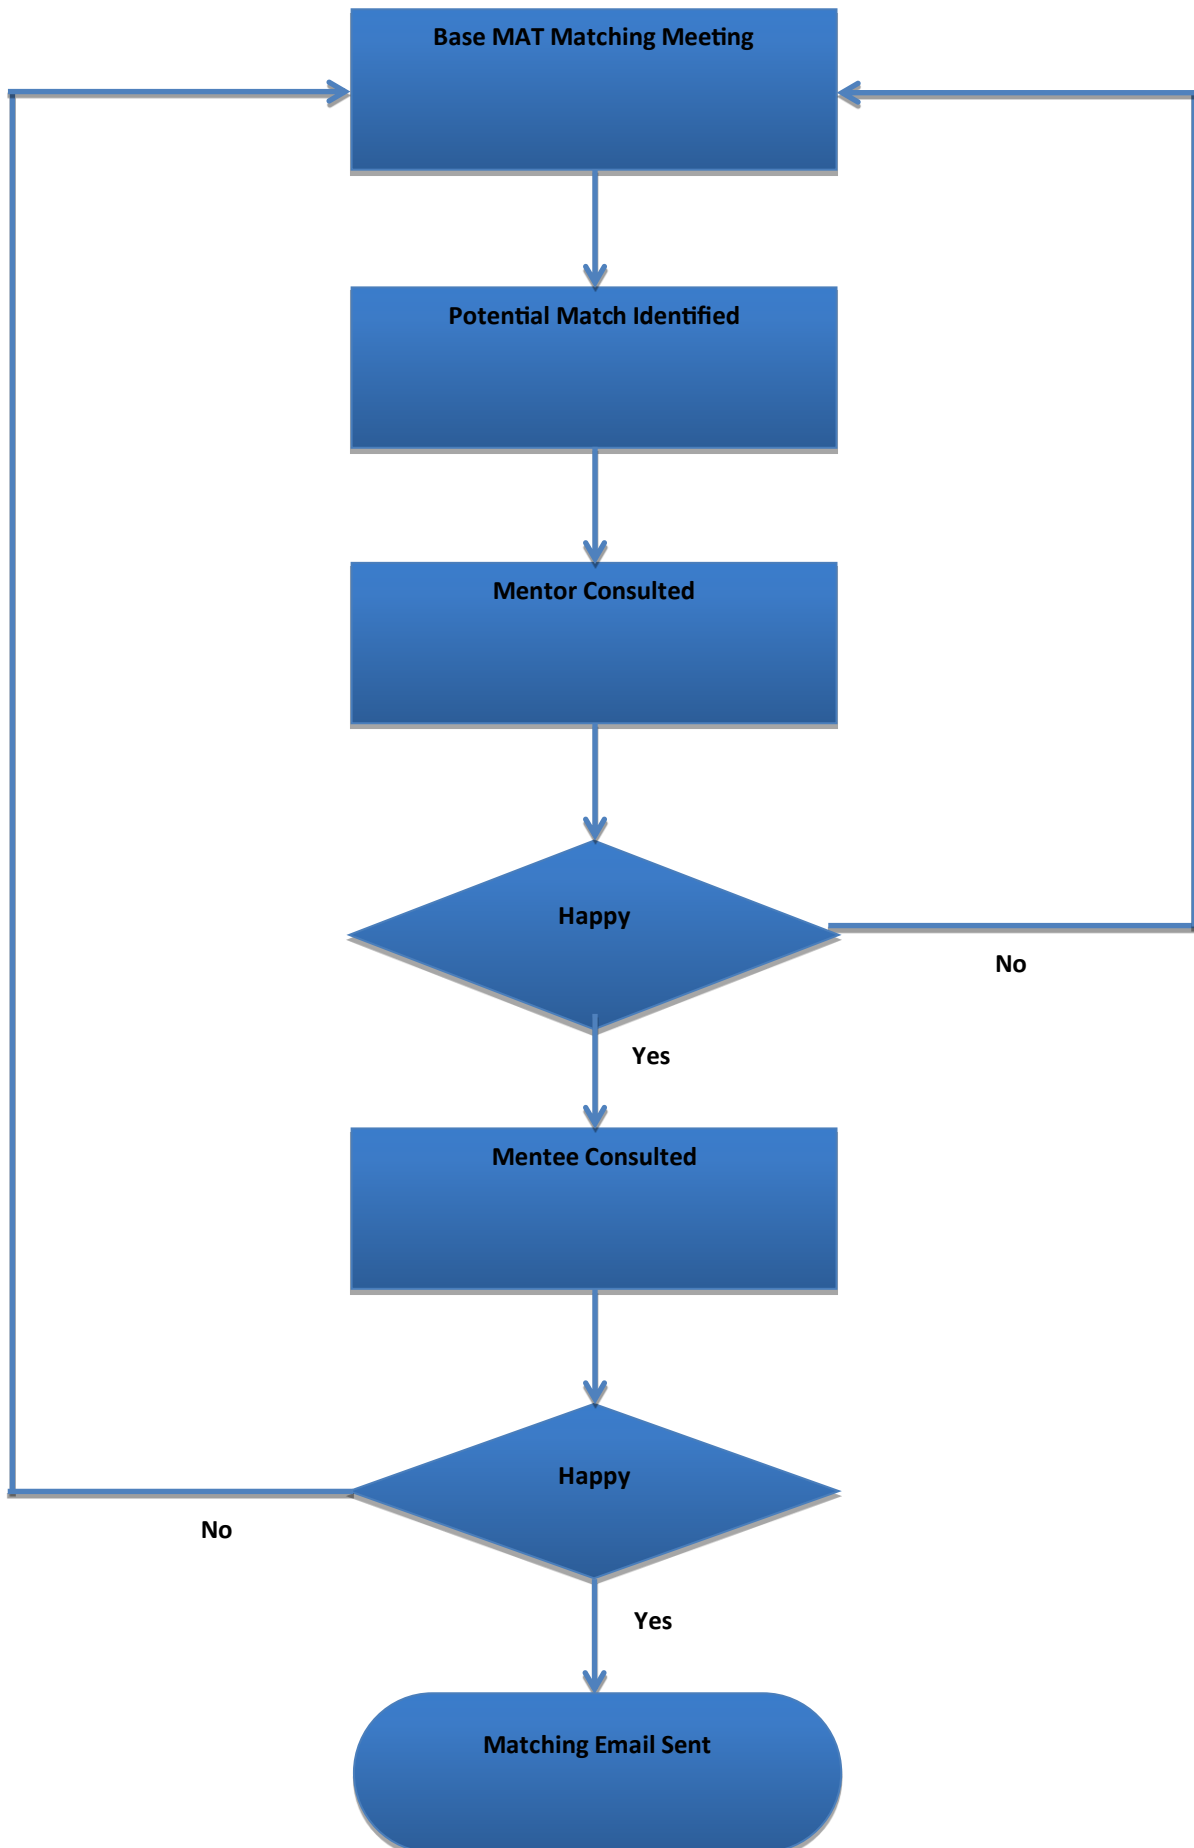 Base MAT Matching Meeting
Potential Match Identified
Mentor Consulted
Happy
No
Yes
Mentee Consulted
Happy
No
Yes
Matching Email Sent